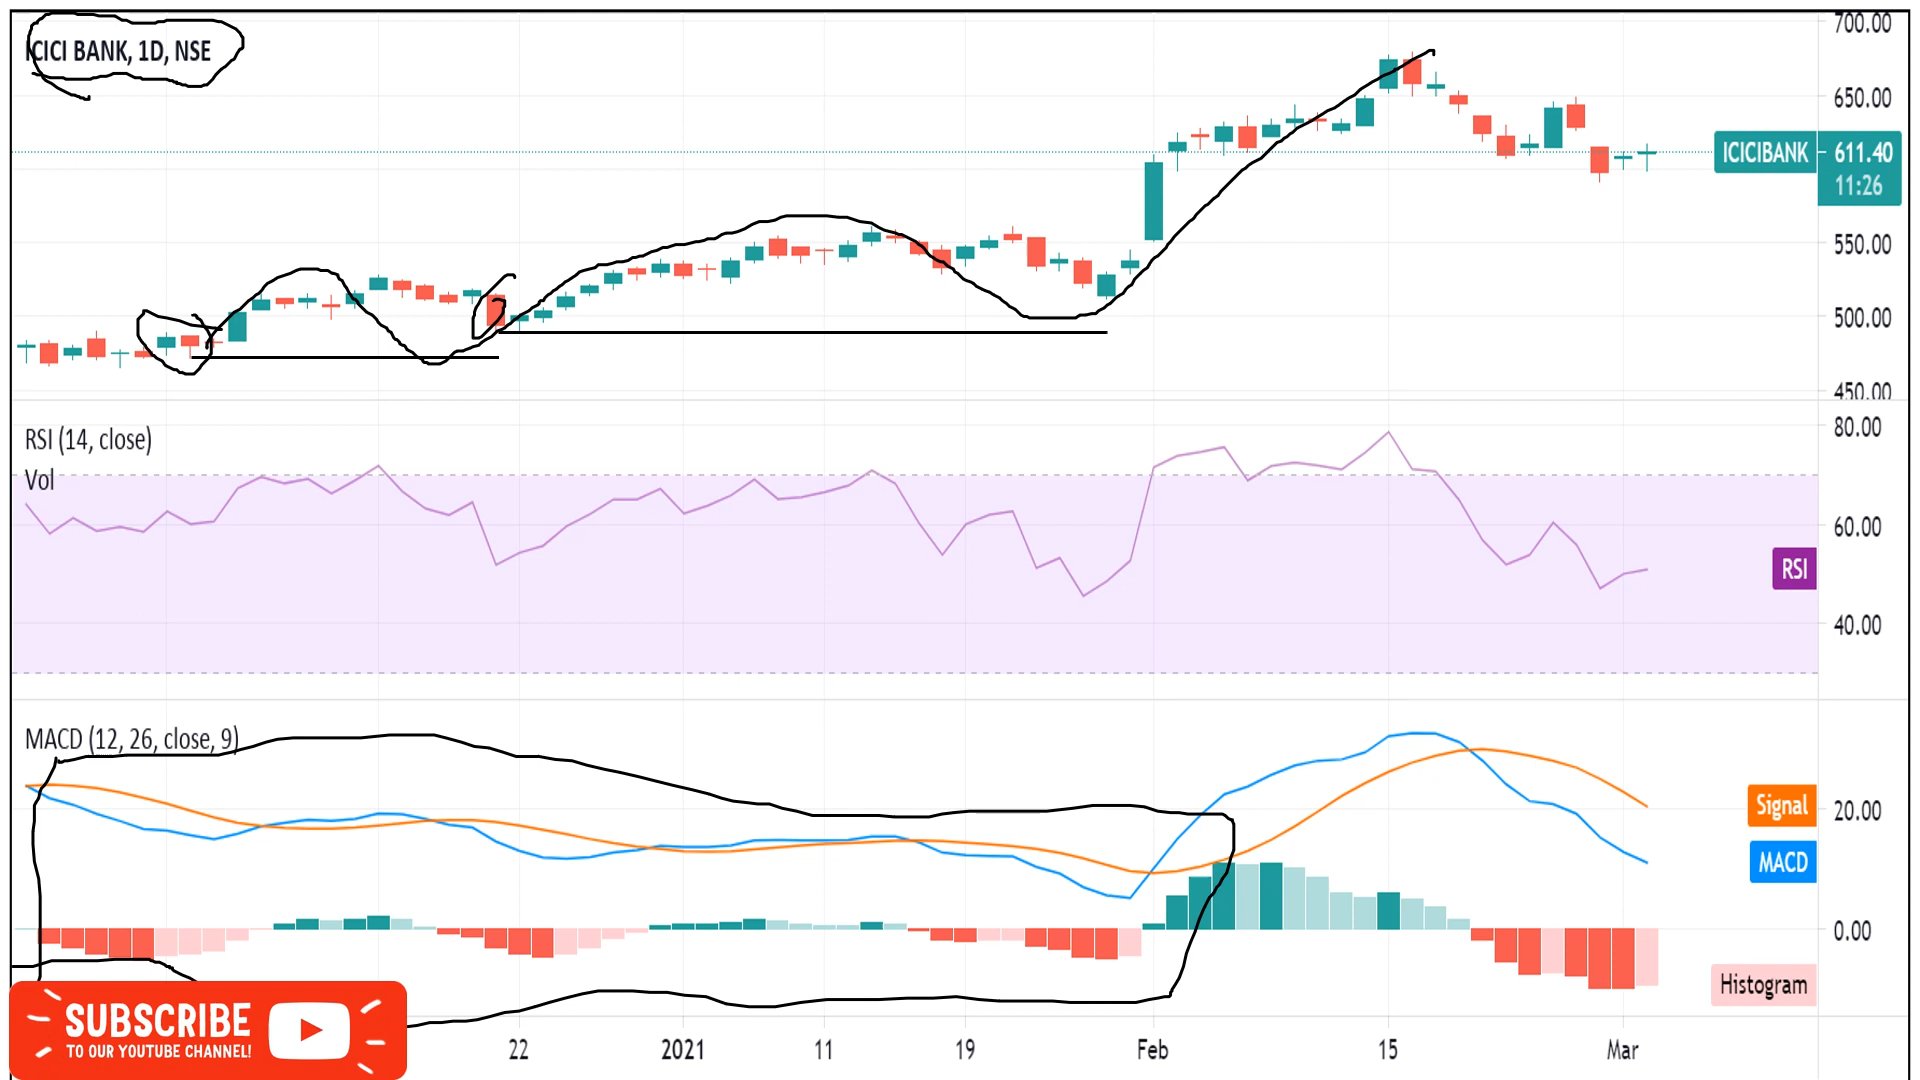 ICICI BANK, 1D, NSE
700.00
650.00
ICICIBANK 611.40
11:26
550.00
500.00
450.00
RSI (14, close)
Vol
80.00
60.00
RSI
40.00
MACD (12, 26, close, 9)
Signal
20.00
MACD
0.00
Histogram
SUBSCRIBE
TO OUR YOUTUBE CHANNEL!
22 2021 11 19 Feb 15 Mar